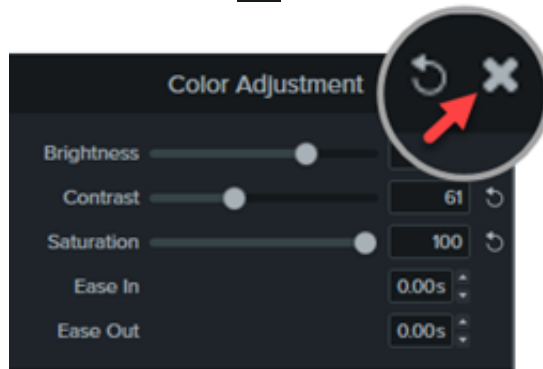 Color Adjustment
Brightness
Contrast 61
Saturation 100
Ease In 0.00s
Ease Out 0.00s